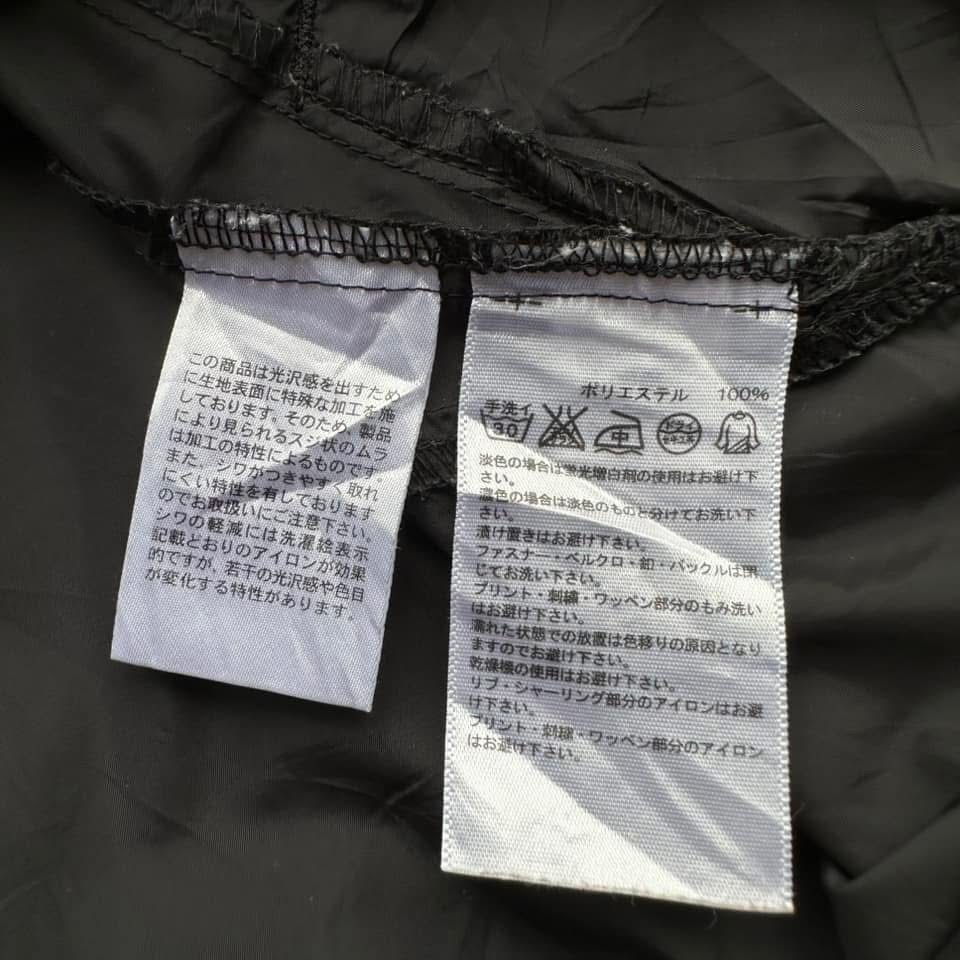 この商品は光沢感を出すため
に生地表面に特殊な加工を施
しております。そのため、製品
により見られるスジ状のムラ
は加工の特性によるものです。
また、シワがつきやすく取れ
にくい特性を有しております
のでお取扱いにご注意下さい。
シワの軽減には洗濯絵表示
記載どおりのアイロンが効果
的ですが、若干の光沢感や色目
が変化する特性があります。
ポリエステル 100%
手洗イ
30
中
ドライ
淡色の場合は蛍光増白剤の使用はお避け下
さい。
濃色の場合は淡色のものと分けてお洗い下
さい。
漬け置きはお避け下さい。
ファスナー・ベルクロ・釦・バックルは閉
じてお洗い下さい。
プリント・刺繍・ワッペン部分のもみ洗い
はお避け下さい。
濡れた状態での放置は色移りの原因となり
ますのでお避け下さい。
乾燥機の使用はお避け下さい。
リブ・シャーリング部分のアイロンはお避
け下さい。
プリント・刺繍・ワッペン部分のアイロン
はお避け下さい。